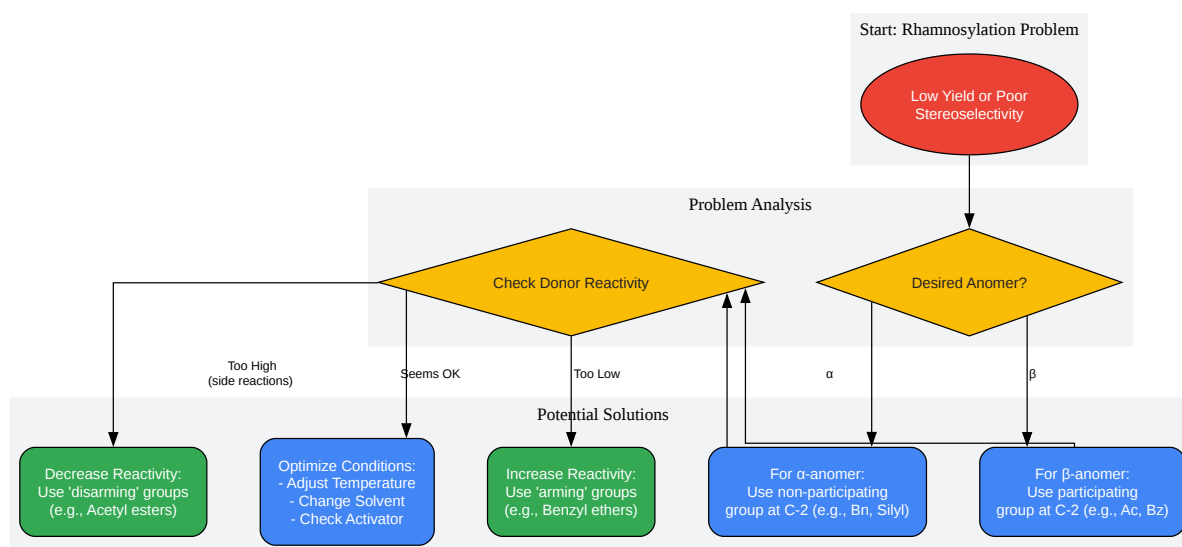 Start: Rhamnosylation Problem
Low Yield or Poor
Stereoselectivity
Problem Analysis
Check Donor Reactivity
Desired Anomer?
Too High
(side reactions)
Seems OK
Too Low
α
β
Potential Solutions
Decrease Reactivity:
Use 'disarming' groups
(e.g., Acetyl esters)
Optimize Conditions:
- Adjust Temperature
- Change Solvent
- Check Activator
Increase Reactivity:
Use 'arming' groups
(e.g., Benzyl ethers)
For α-anomer:
Use non-participating
group at C-2 (e.g., Bn, Silyl)
For β-anomer:
Use participating
group at C-2 (e.g., Ac, Bz)